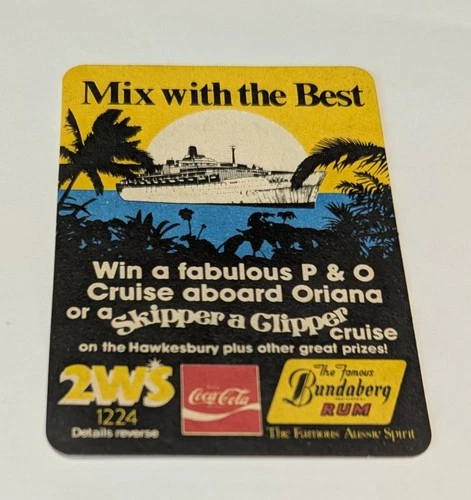 Mix with the Best
Win a fabulous P & O
Cruise aboard Oriana
or a Skipper a Clipper cruise
on the Hawkesbury plus other great prizes!
2WS
1224
Details reverse
Coca-Cola
The Famous
Bundaberg
RUM
The Famous Aussie Spirit